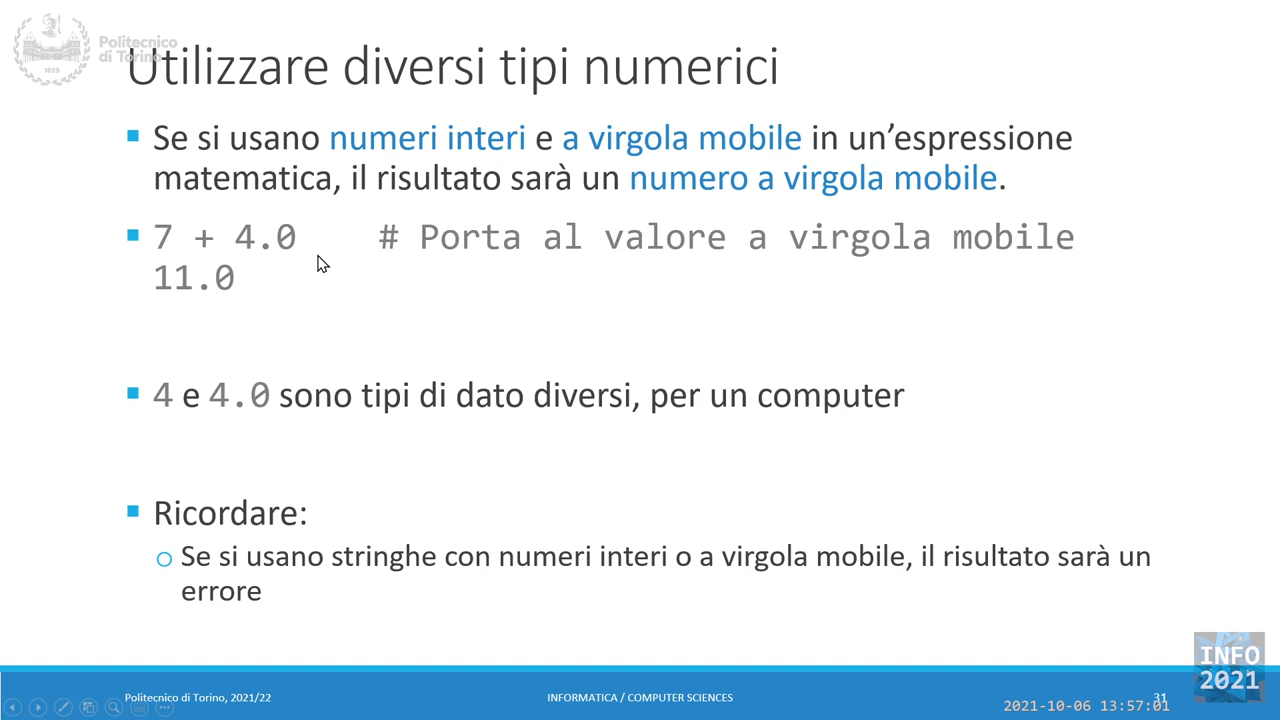 Politecnico
di Torino
1859
Utilizzare diversi tipi numerici
Se si usano numeri interi e a virgola mobile in un’espressione
matematica, il risultato sarà un numero a virgola mobile.
7 + 4.0 # Porta al valore a virgola mobile
11.0
4 e 4.0 sono tipi di dato diversi, per un computer
Ricordare:
Se si usano stringhe con numeri interi o a virgola mobile, il risultato sarà un
errore
INFO
2021
Politecnico di Torino, 2021/22
INFORMATICA / COMPUTER SCIENCES
31
2021-10-06 13:57:01